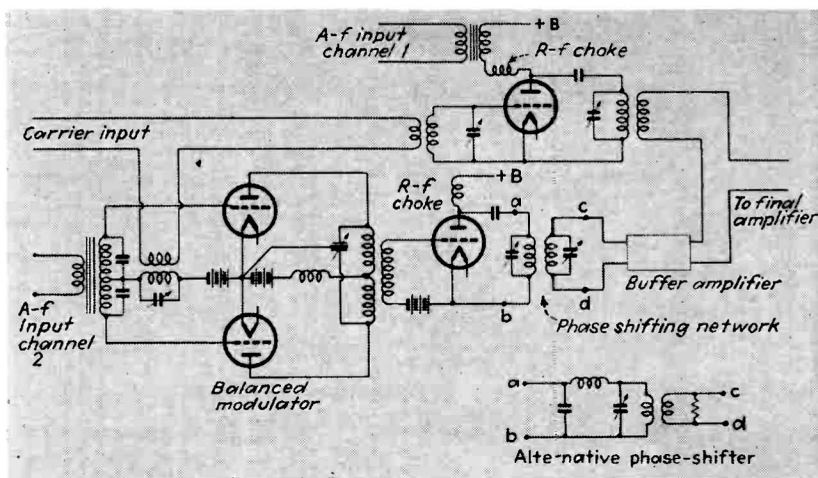 A-f input
channel 1
+B
R-f choke
Carrier input
R-f
choke
+B
a
c
To final
amplifier
A-f
Input
channel
2
b
d
Buffer amplifier
Phase shifting network
Balanced
modulator
a
c
b
d
Alte-native phase-shifter